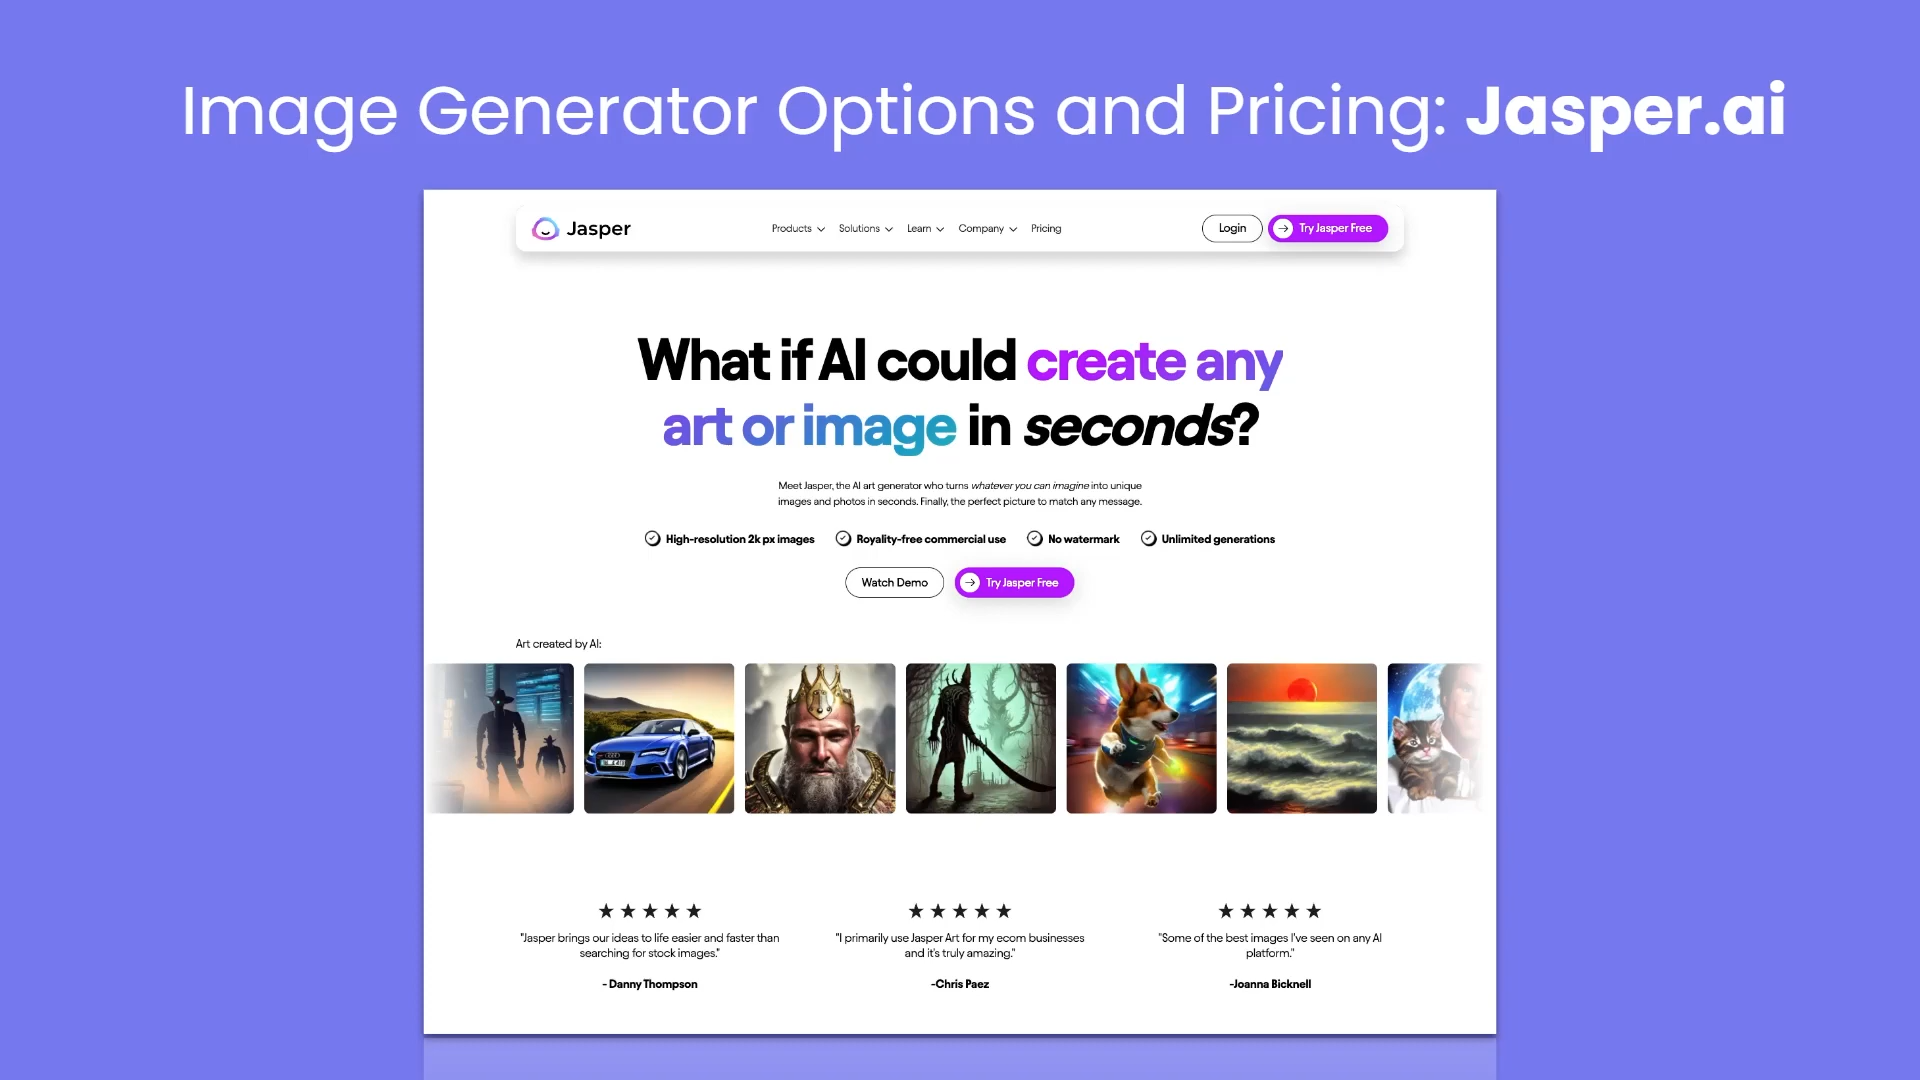 Image Generator Options and Pricing: Jasper.ai
Jasper
Products Solutions Learn Company Pricing
Login
Try Jasper Free
What if AI could create any
art or image in seconds?
Meet Jasper, the AI art generator who turns whatever you can imagine into unique
images and photos in seconds. Finally, the perfect picture to match any message.
High-resolution 2k px images
Royality-free commercial use
No watermark
Unlimited generations
Watch Demo
Try Jasper Free
Art created by AI:
"Jasper brings our ideas to life easier and faster than
searching for stock images."
- Danny Thompson
"I primarily use Jasper Art for my ecom businesses
and it's truly amazing."
-Chris Paez
"Some of the best images I've seen on any AI
platform."
-Joanna Bicknell